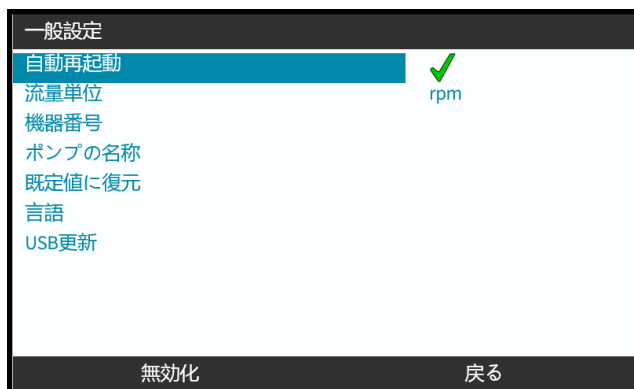 一般設定
自動再起動
流量単位 rpm
機器番号
ポンプの名称
既定値に復元
言語
USB更新
無効化 戻る